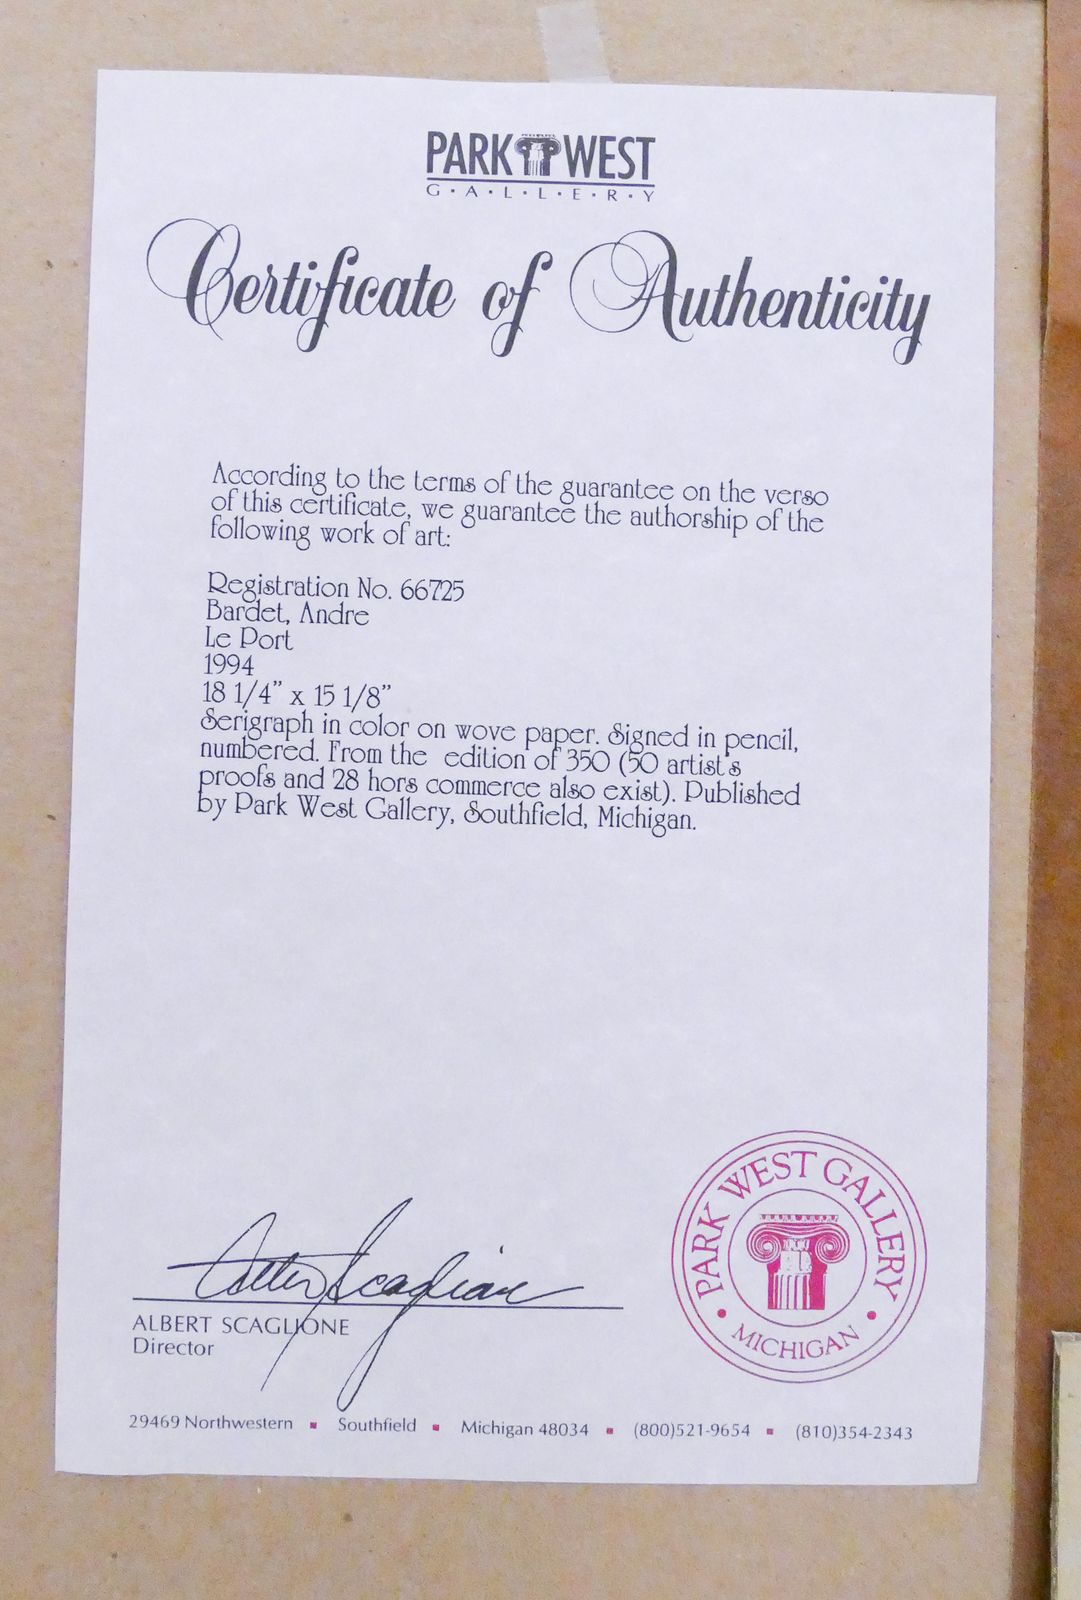 PARK WEST
G·A·L·L·E·R·Y
Certificate of Authenticity
According to the terms of the guarantee on the verso
of this certificate, we guarantee the authorship of the
following work of art:
Registration No. 66725
Bardet, Andre
Le Port
1994
18 1/4” x 15 1/8”
Serigraph in color on wove paper. Signed in pencil,
numbered. From the edition of 350 (50 artist's
proofs and 28 hors commerce also exist). Published
by Park West Gallery, Southfield, Michigan.
Albert Scaglione
ALBERT SCAGLIONE
Director
PARK WEST GALLERY
• MICHIGAN •
29469 Northwestern ▪ Southfield ▪ Michigan 48034 ▪ (800)521-9654 ▪ (810)354-2343